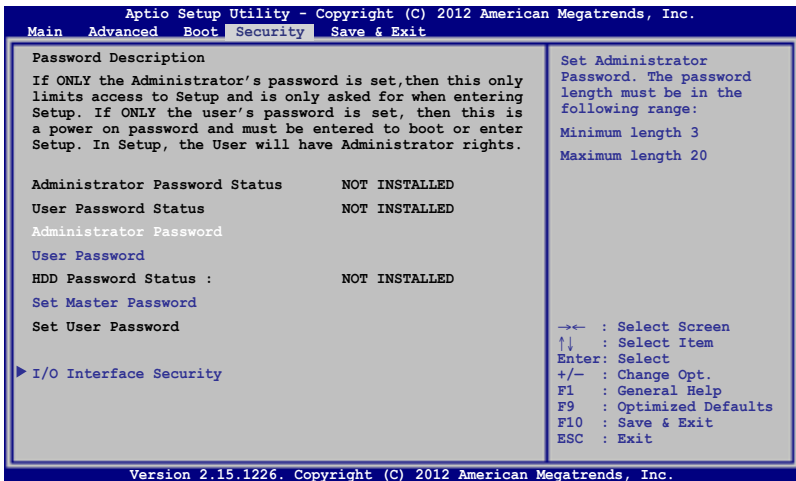 Aptio Setup Utility - Copyright (C) 2012 American Megatrends, Inc.
Main Advanced Boot Security Save & Exit
Password Description
If ONLY the Administrator's password is set,then this only
limits access to Setup and is only asked for when entering
Setup. If ONLY the user's password is set, then this is
a power on password and must be entered to boot or enter
Setup. In Setup, the User will have Administrator rights.
Administrator Password Status NOT INSTALLED
User Password Status NOT INSTALLED
Administrator Password
User Password
HDD Password Status : NOT INSTALLED
Set Master Password
Set User Password
I/O Interface Security
Set Administrator
Password. The password
length must be in the
following range:
Minimum length 3
Maximum length 20
→← : Select Screen
↑↓ : Select Item
Enter: Select
+/— : Change Opt.
F1 : General Help
F9 : Optimized Defaults
F10 : Save & Exit
ESC : Exit
Version 2.15.1226. Copyright (C) 2012 American Megatrends, Inc.